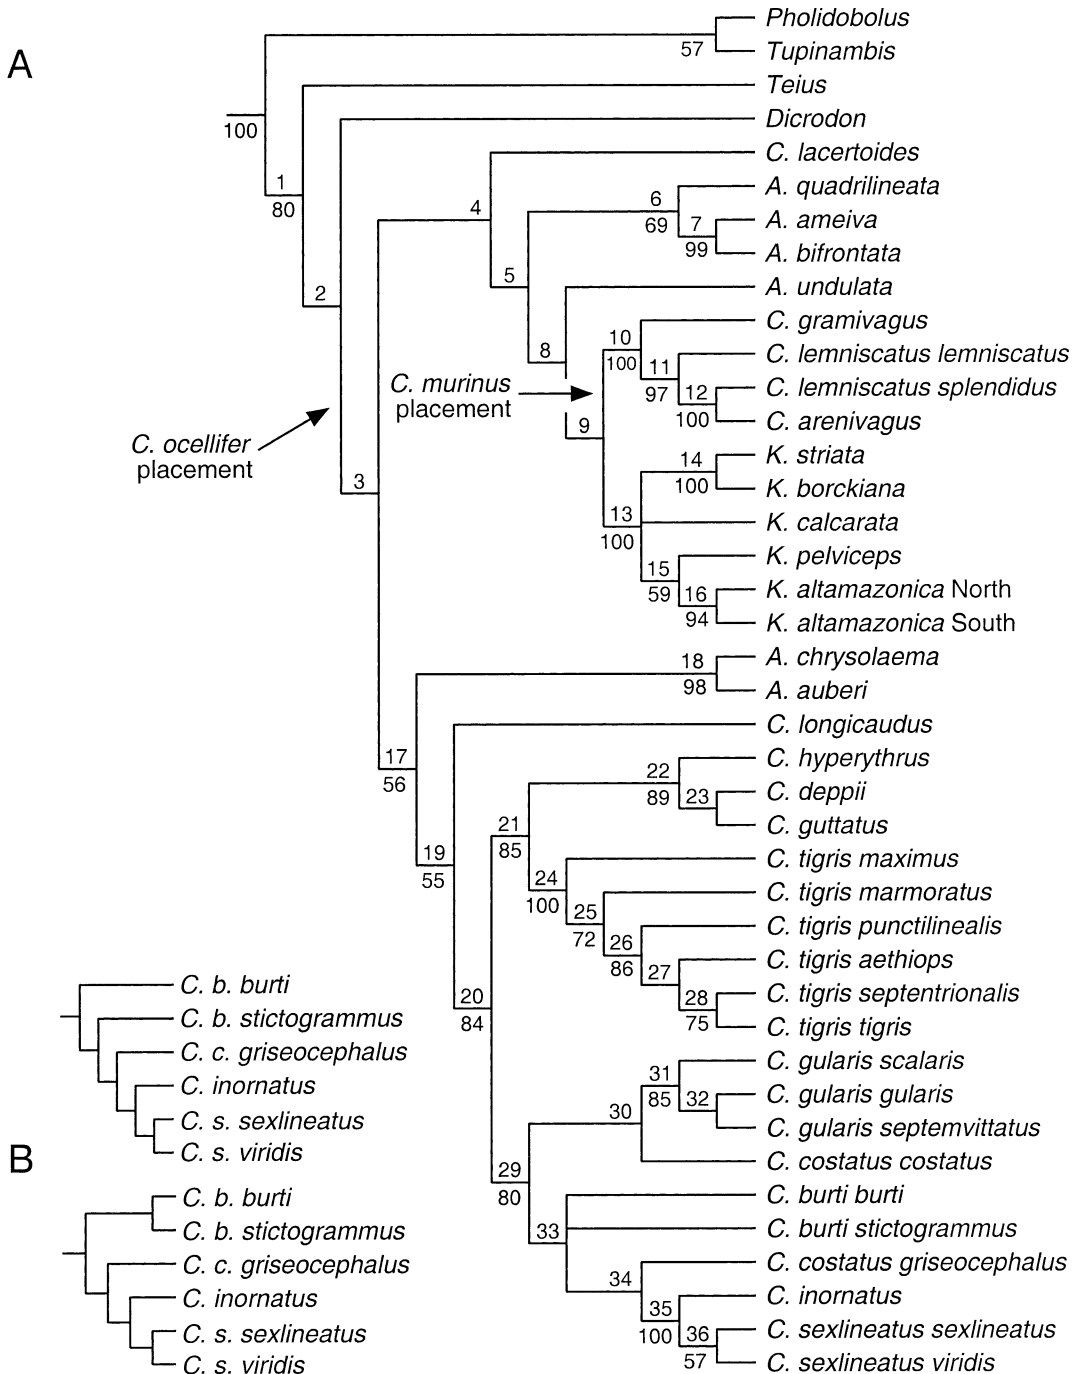 A
Pholidobolus
57
Tupinambis
Teius
100
Dicrodon
C. lacertoides
1
80
4
6
69
A. quadrilineata
7
A. ameiva
99
A. bifrontata
2
5
A. undulata
8
10
100
C. gramivagus
11
97
C. lemniscatus lemniscatus
C. murinus
placement
12
100
C. lemniscatus splendidus
C. arenivagus
9
C. ocellifer
placement
3
14
100
K. striata
K. borckiana
13
100
K. calcarata
15
59
K. pelviceps
16
94
K. altamazonica North
K. altamazonica South
18
98
A. chrysolaema
A. auberi
17
56
C. longicaudus
22
89
C. hyperythrus
23
C. deppii
C. guttatus
21
85
19
55
24
100
C. tigris maximus
25
72
C. tigris marmoratus
26
86
C. tigris punctilinealis
27
C. tigris aethiops
28
75
C. tigris septentrionalis
C. tigris tigris
20
84
31
85
C. gularis scalaris
32
C. gularis gularis
C. gularis septemvittatus
30
C. costatus costatus
29
80
C. burti burti
33
C. burti stictogrammus
34
C. costatus griseocephalus
35
100
C. inornatus
36
57
C. sexlineatus sexlineatus
C. sexlineatus viridis
B
C. b. burti
C. b. stictogrammus
C. c. griseocephalus
C. inornatus
C. s. sexlineatus
C. s. viridis
C. b. burti
C. b. stictogrammus
C. c. griseocephalus
C. inornatus
C. s. sexlineatus
C. s. viridis